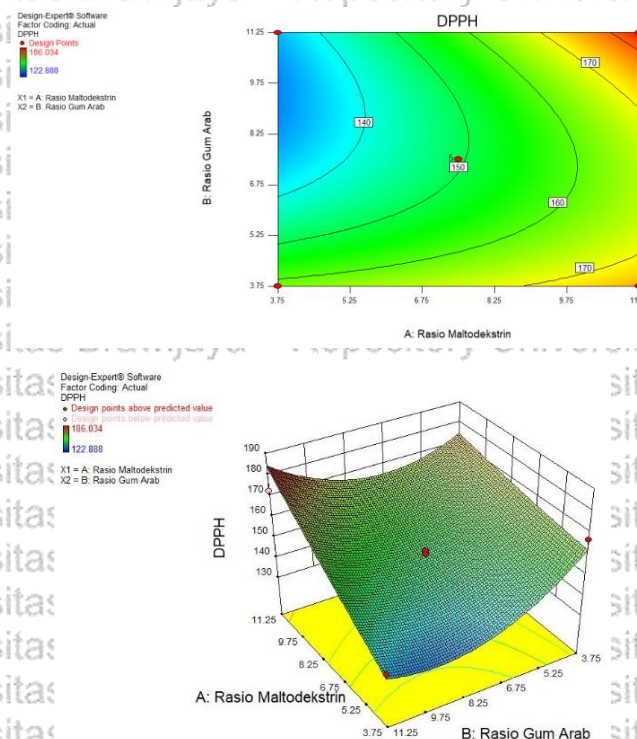 Design-Expert® Software
Factor Coding: Actual
DPPH
Design Points
186.034
122.888
X1 = A: Rasio Maltodekstrin
X2 = B: Rasio Gum Arab
DPPH
11.25
9.75
8.25
6.75
5.25
3.75
B: Rasio Gum Arab
140
170
5
150
160
170
3.75
5.25
6.75
8.25
9.75
11
A: Rasio Maltodekstrin
Design-Expert® Software
Factor Coding: Actual
DPPH
Design points above predicted value
Design points below predicted value
186.034
122.888
X1 = A: Rasio Maltodekstrin
X2 = B: Rasio Gum Arab
190
180
170
160
150
140
130
DPPH
11.25
9.75
8.25
6.75
5.25
3.75
A: Rasio Maltodekstrin
11.25
9.75
8.25
6.75
5.25
3.75
B: Rasio Gum Arab